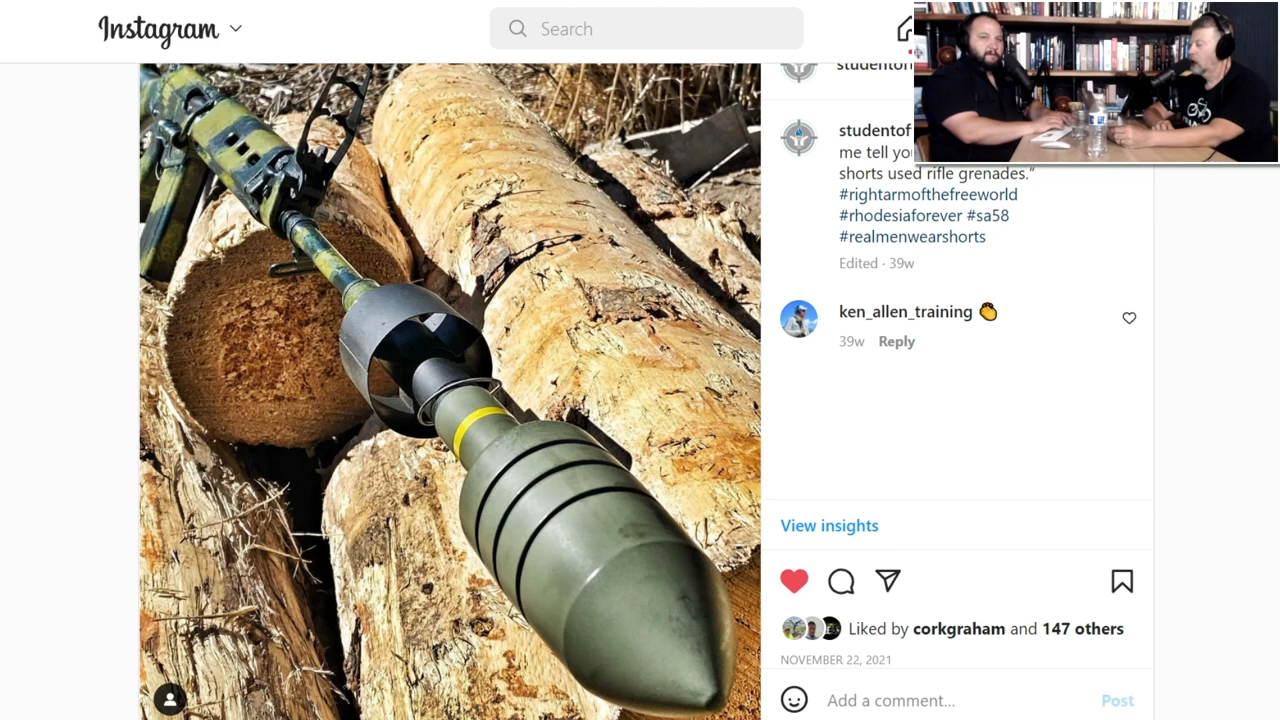 Instagram
Search
studentof
me tell you
shorts used rifle grenades.”
#rightarmofthefreeworld
#rhodesiaforever #sa58
#realmenwearshorts
Edited · 39w
ken_allen_training 👏
39w Reply
View insights
Liked by corkgraham and 147 others
NOVEMBER 22, 2021
Add a comment...
Post